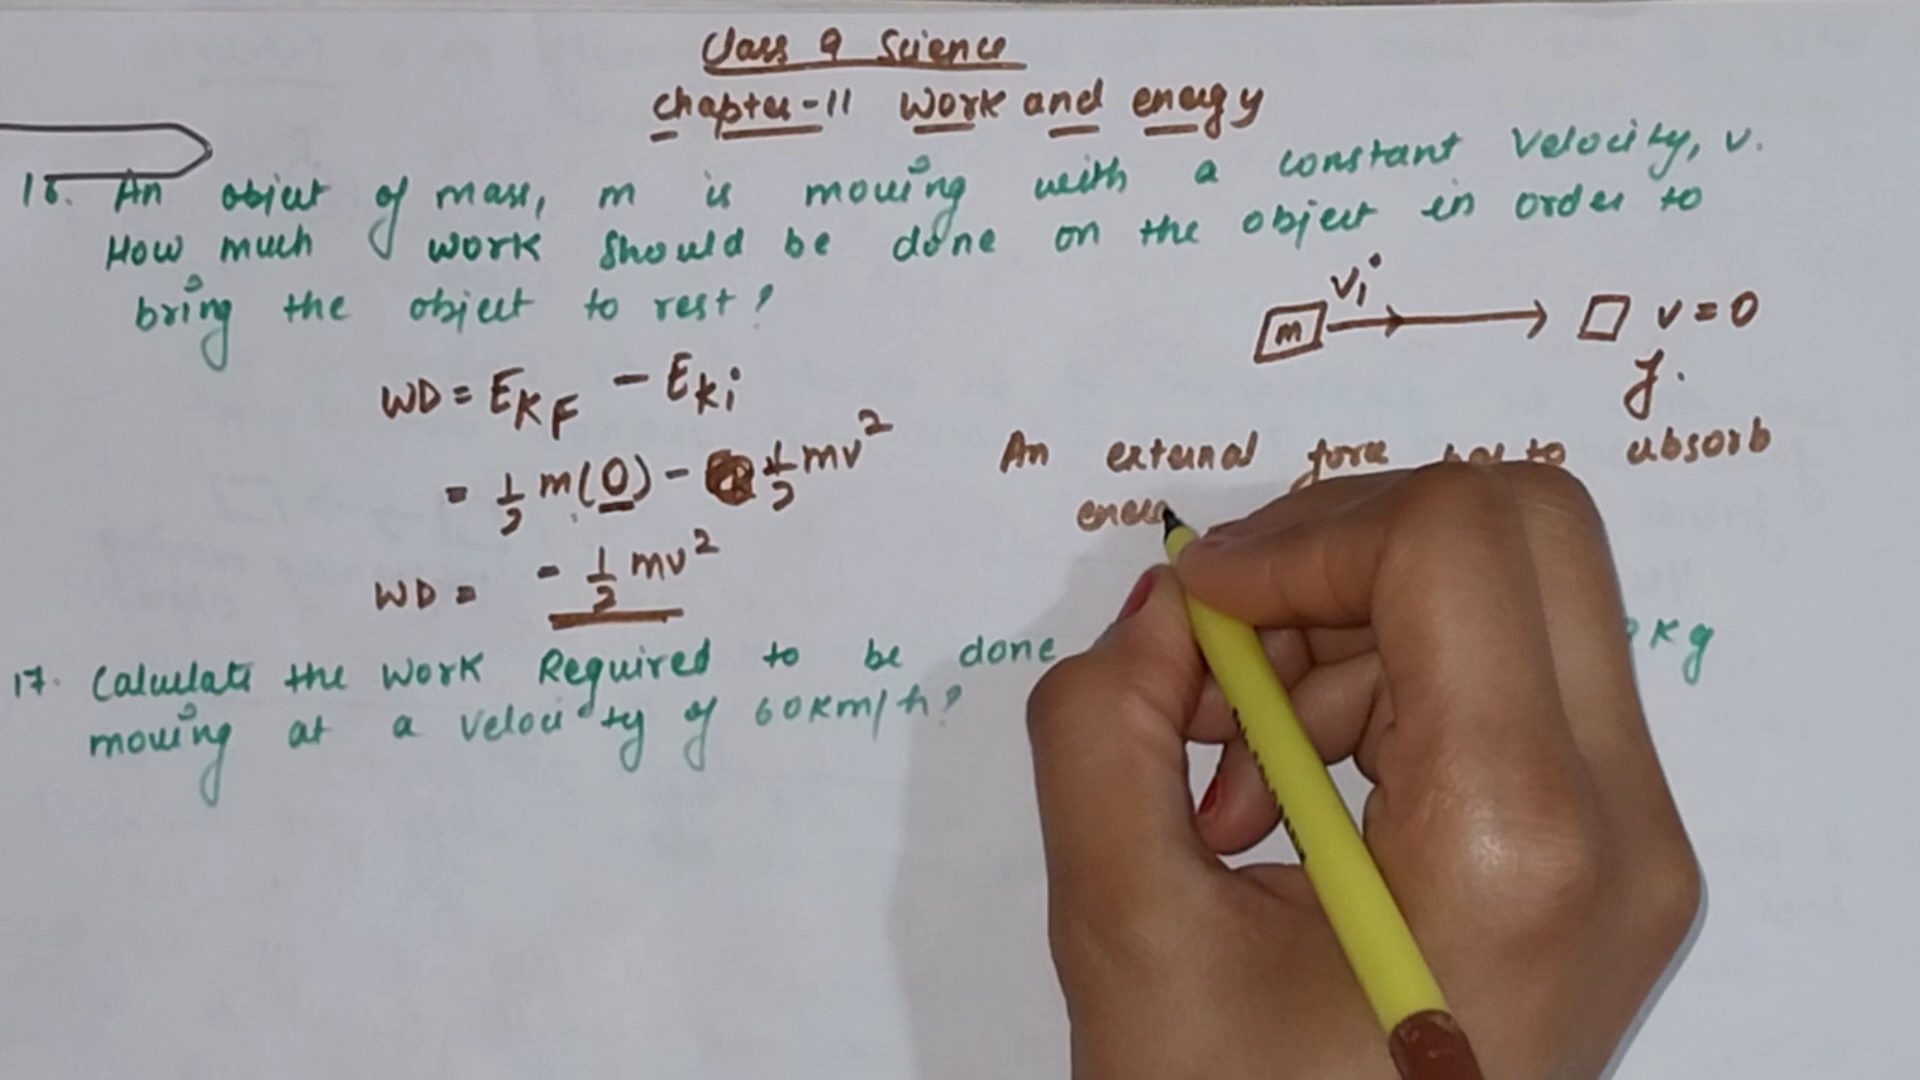 Class 9 Science
Chapter-11 Work and energy
16. An object of mass, m is moving with a constant velocity, v.
How much work should be done on the object in order to
bring the object to rest?
m Vi v = 0
f.
WD = EKF - EKi
= 1/2 m(0) - 1/2 mv²
WD = - 1/2 mv²
An external force has to absorb
17. Calculate the work Required to be done kg
moving at a velocity of 60km/h?